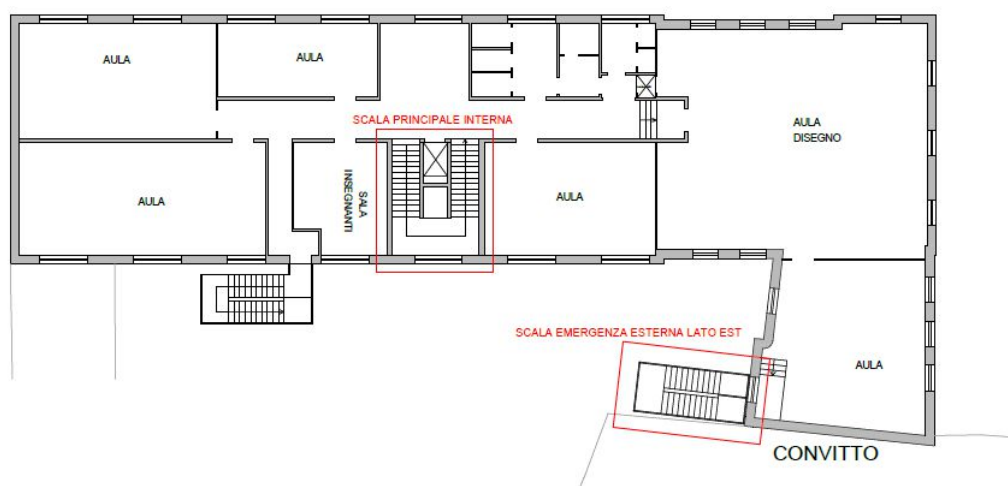 AULA
AULA
AULA
DISEGNO
SCALA PRINCIPALE INTERNA
AULA
SALA
INSEGNANTI
AULA
SCALA EMERGENZA ESTERNA LATO EST
AULA
CONVITTO